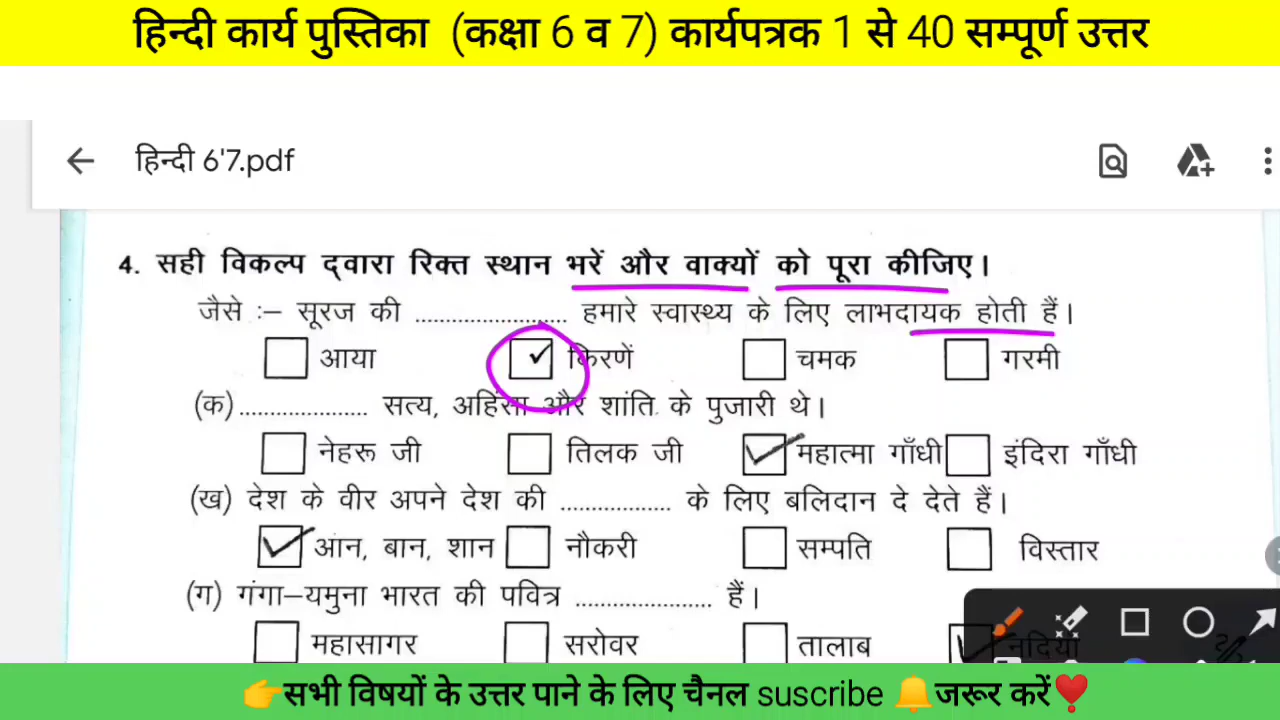 हिन्दी कार्य पुस्तिका (कक्षा 6 व 7) कार्यपत्रक 1 से 40 सम्पूर्ण उत्तर
हिन्दी 6'7.pdf
4. सही विकल्प द्वारा रिक्त स्थान भरें और वाक्यों को पूरा कीजिए।
जैसे :– सूरज की ........................ हमारे स्वास्थ्य के लिए लाभदायक होती हैं।
आया किरणें चमक गरमी
(क) .................... सत्य, अहिंसा और शांति के पुजारी थे।
नेहरू जी तिलक जी महात्मा गाँधी इंदिरा गाँधी
(ख) देश के वीर अपने देश की ................. के लिए बलिदान दे देते हैं।
आन, बान, शान नौकरी सम्पति विस्तार
(ग) गंगा–यमुना भारत की पवित्र ..................... हैं।
महासागर सरोवर तालाब नदियाँ
👉सभी विषयों के उत्तर पाने के लिए चैनल suscribe 🔔जरूर करें❣️